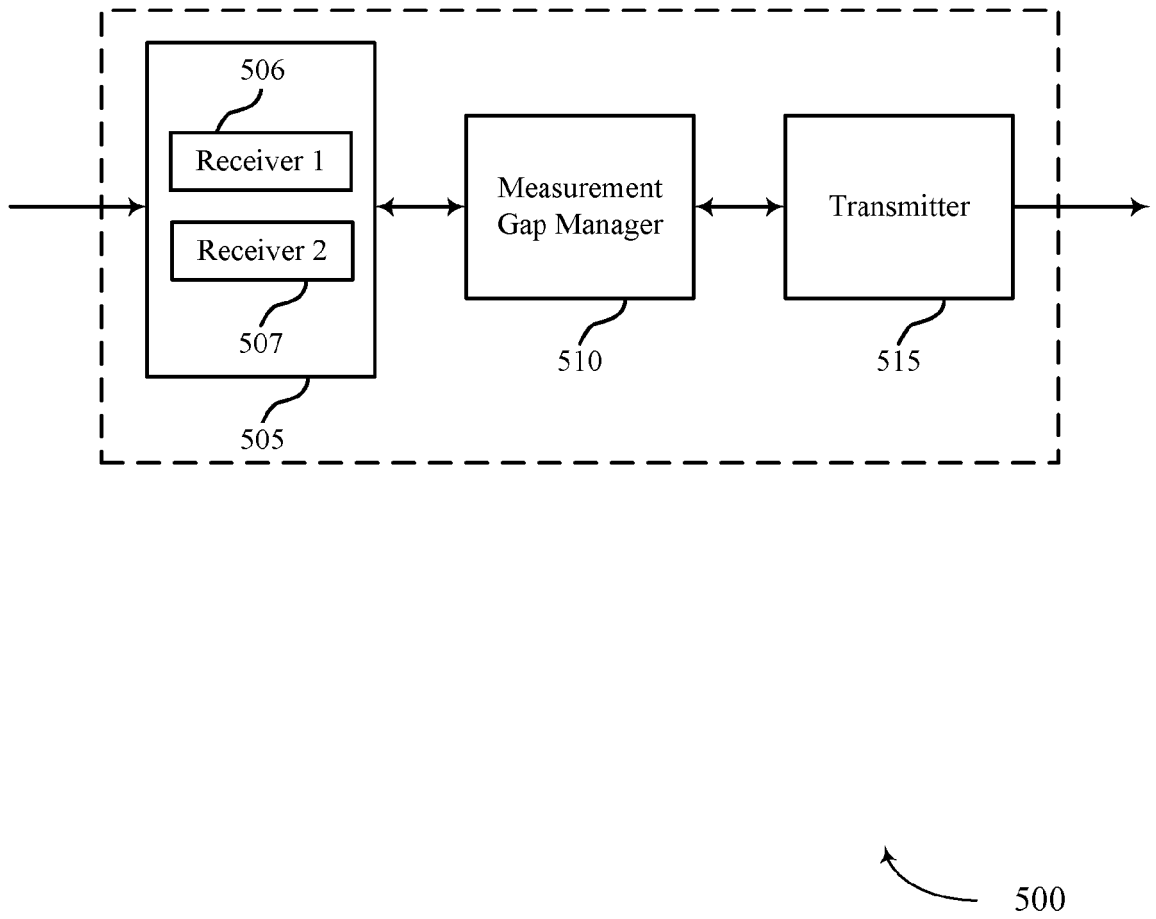 506
Receiver 1
Receiver 2
507
505
Measurement
Gap Manager
510
Transmitter
515
500